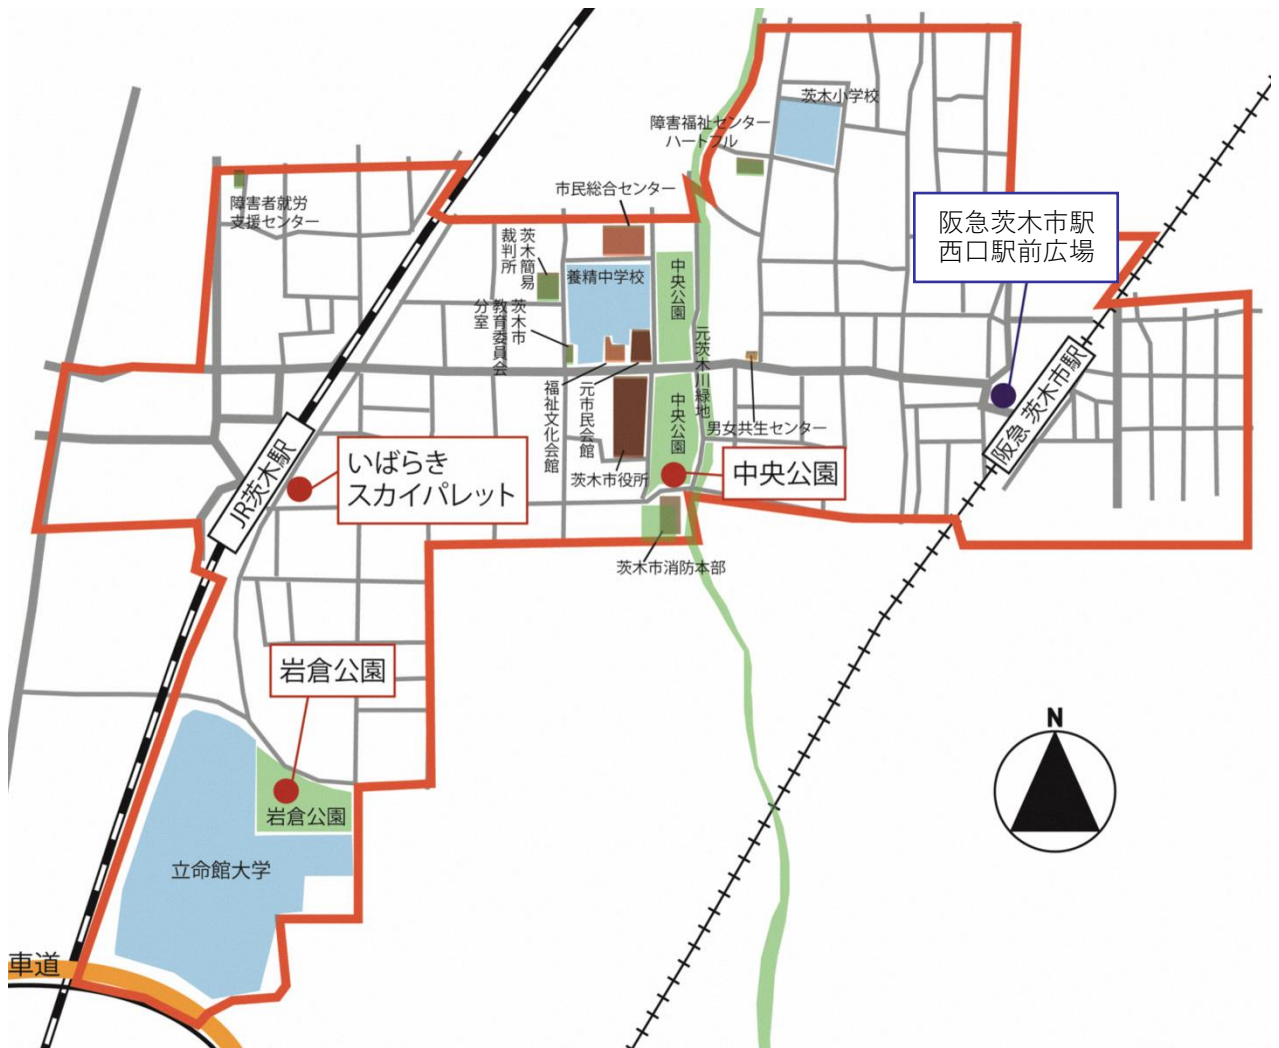 茨木小学校
障害福祉センター
ハートフル
市民総合センター
障害者就労
支援センター
阪急茨木市駅
西口駅前広場
茨木簡易
裁判所
養精中学校
中央公園
茨木市
教育委員会
分室
元茨木川緑地
福祉文化会館
元市民会館
中央公園
男女共生センター
阪急 茨木市駅
JR茨木駅
いばらき
スカイパレット
茨木市役所
中央公園
茨木市消防本部
岩倉公園
N
岩倉公園
立命館大学
車道